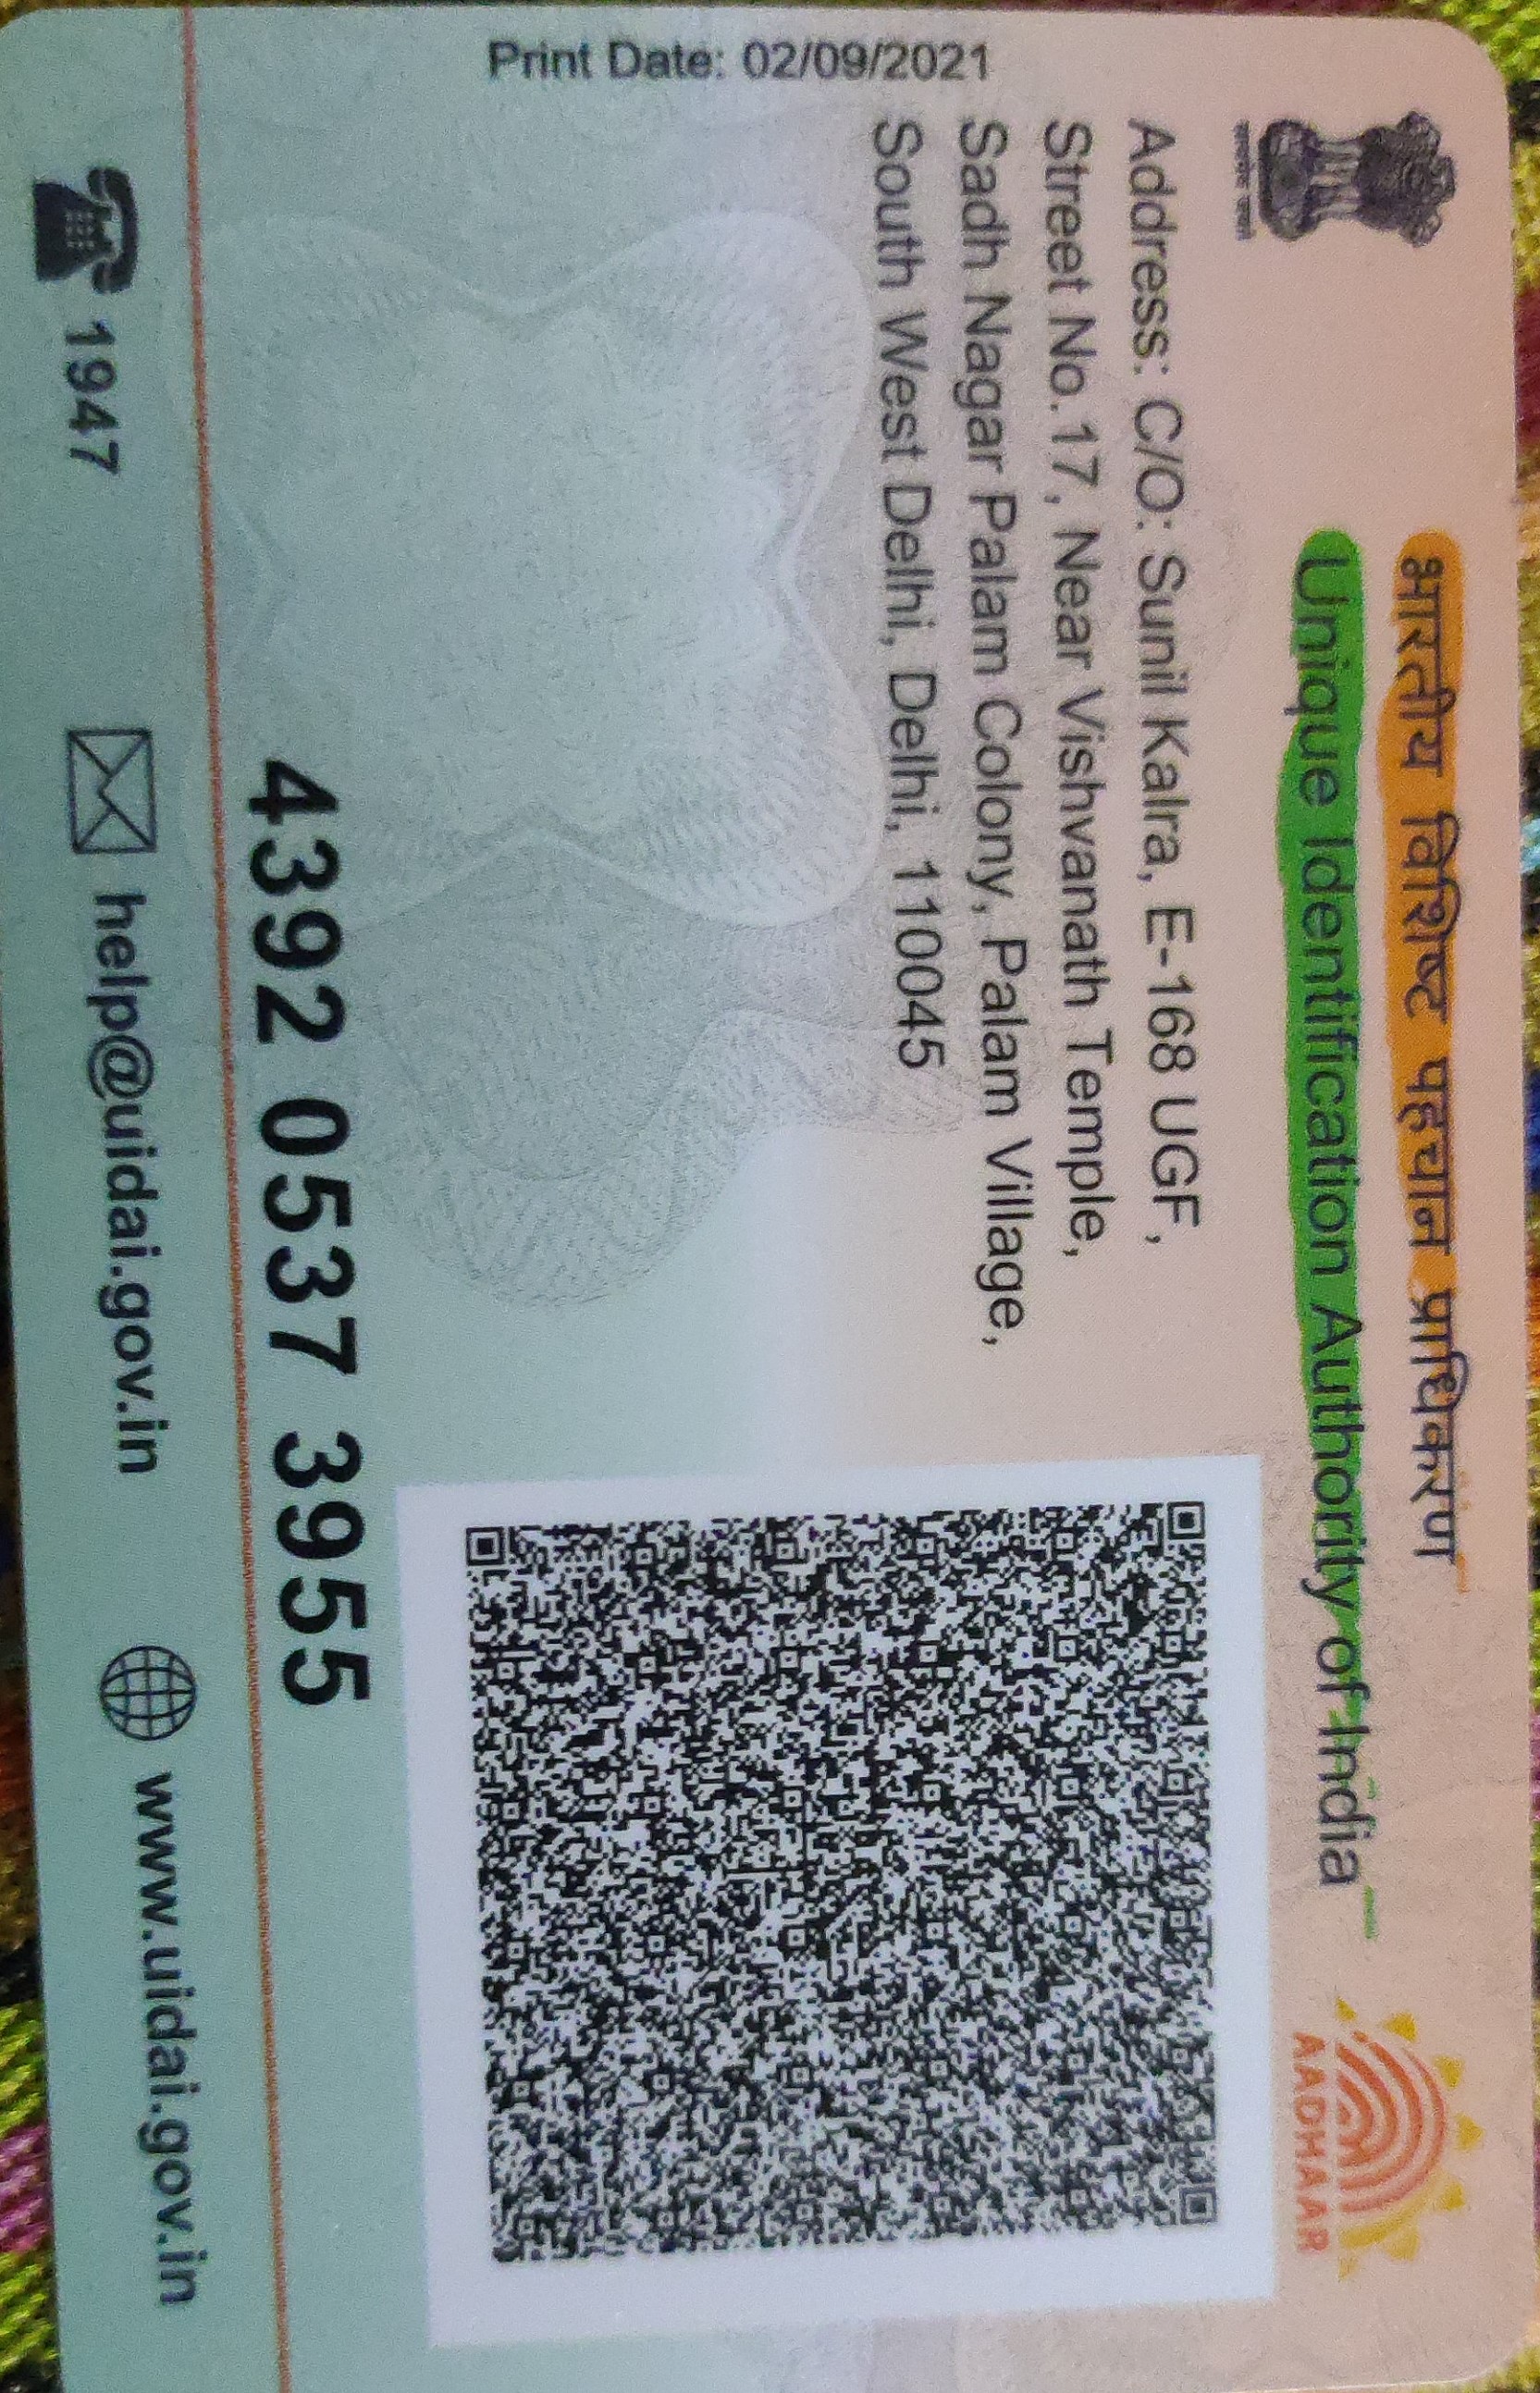 भारतीय विशिष्ट पहचान प्राधिकरण
Unique Identification Authority of India
AADHAAR
Address: C/O: Sunil Kalra, E-168 UGF,
Street No.17, Near Vishvanath Temple,
Sadh Nagar Palam Colony, Palam Village,
South West Delhi, Delhi, 110045
Print Date: 02/09/2021
4392 0537 3955
1947
help@uidai.gov.in
www.uidai.gov.in